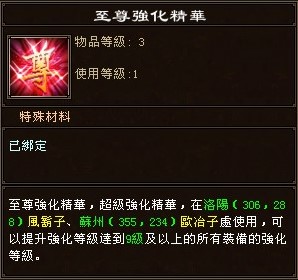 至尊強化精華
尊
物品等級: 3
使用等級:1
特殊材料
已綁定
至尊強化精華，超級強化精華，在洛陽（306，28
8）風鬍子、蘇州（355，234）歐冶子處使用，可
以提升強化等級達到9級及以上的所有裝備的強化
等級。